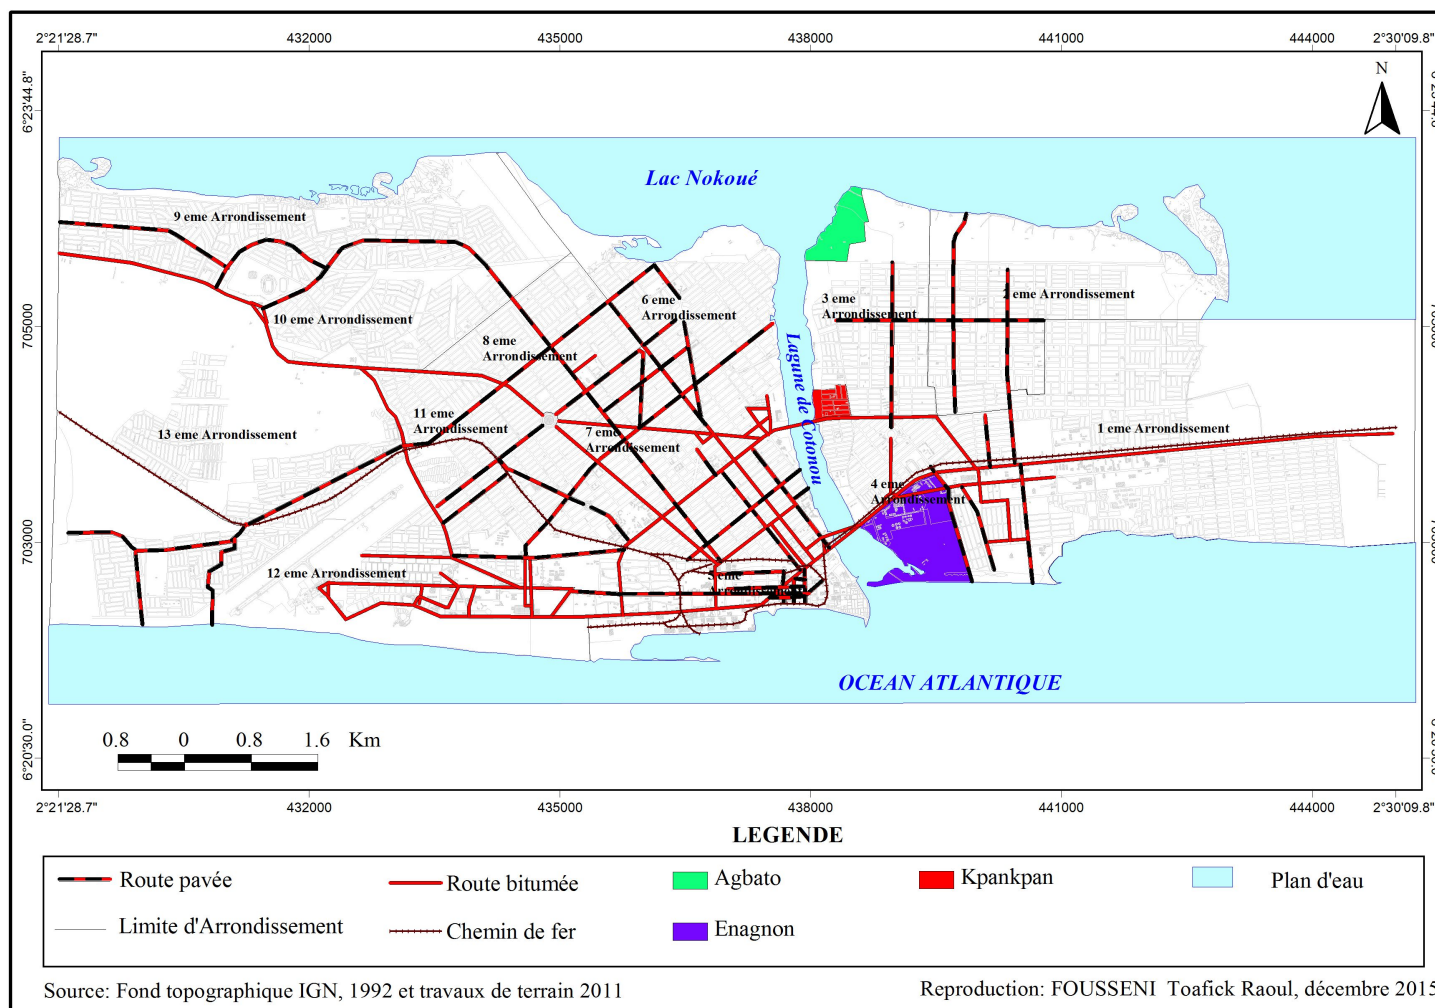 2°21'28.7"
432000
435000
438000
441000
444000
2°30'09.8"
6°23'44.8"
N
Lac Nokoué
9 eme Arrondissement
10 eme Arrondissement
6 eme
Arrondissement
3 eme
Arrondissement
2 eme Arrondissement
705000
8 eme
Arrondissement
Lagune de Cotonou
11 eme
Arrondissement
13 eme Arrondissement
7 eme
Arrondissement
1 eme Arrondissement
4 eme
Arrondissement
703000
12 eme Arrondissement
5 eme
Arrondissement
OCEAN ATLANTIQUE
6°20'30.0"
0.8 0 0.8 1.6 Km
2°21'28.7"
432000
435000
438000
441000
444000
2°30'09.8"
LEGENDE
Route pavée
Route bitumée
Agbato
Kpankpan
Plan d'eau
Limite d'Arrondissement
Chemin de fer
Enagnon
Source: Fond topographique IGN, 1992 et travaux de terrain 2011
Reproduction: FOUSSENI Toafick Raoul, décembre 2015